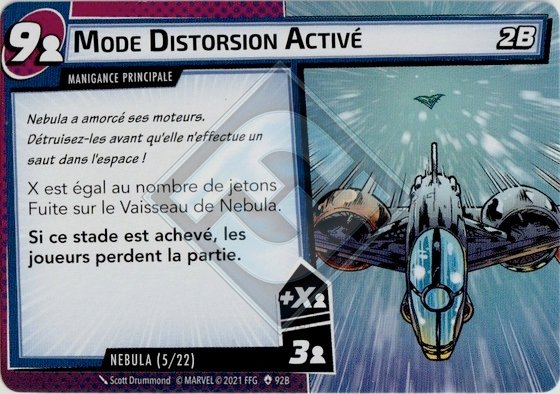 9
MODE DISTORSION ACTIVÉ
2B
MANIGANCE PRINCIPALE
Nebula a amorcé ses moteurs.
Détruisez-les avant qu'elle n'effectue un
saut dans l'espace !
X est égal au nombre de jetons
Fuite sur le Vaisseau de Nebula.
Si ce stade est achevé, les
joueurs perdent la partie.
+X
3
NEBULA (5/22)
Scott Drummond © MARVEL © 2021 FFG 92B